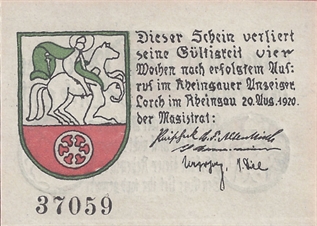 Dieser Schein verliert
seine Gültigkeit vier
Wochen nach erfolgtem Auf-
ruf im Rheingauer Anzeiger.
Lorch im Rheingau 20. Aug. 1920.
der Magistrat:
37059